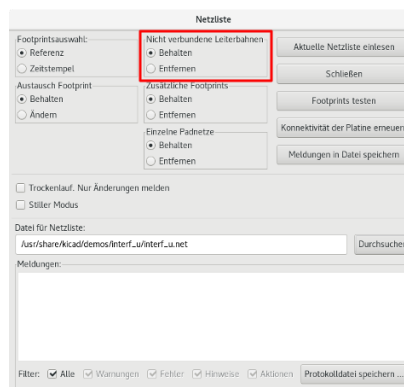 Netzliste
Footprintsauswahl:
Referenz
Zeitstempel
Nicht verbundene Leiterbahnen
Behalten
Entfernen
Aktuelle Netzliste einlesen
Schließen
Austausch Footprint
Behalten
Ändern
Zusätzliche Footprints
Behalten
Entfernen
Footprints testen
Konnektivität der Platine erneuern
Einzelne Padnetze
Behalten
Entfernen
Meldungen in Datei speichern
Trockenlauf. Nur Änderungen melden
Stiller Modus
Datei für Netzliste:
/usr/share/kicad/demos/interf_u/interf_u.net
Durchsuchen
Meldungen:
Filter: Alle Warnungen Fehler Hinweise Aktionen Protokolldatei speichern ...